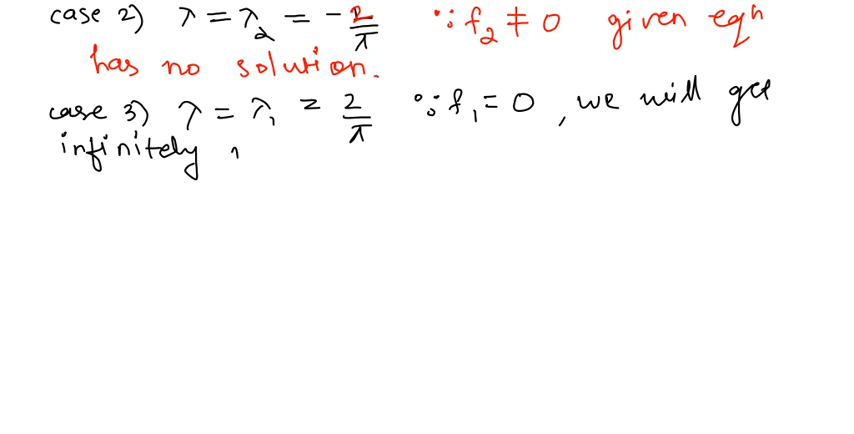 case 2) λ = λ₂ = -2/π ∵ f₂ ≠ 0 given eqn
has no solution.
case 3) λ = λ₁ = 2/π ∵ f₁ = 0, we will get
infinitely